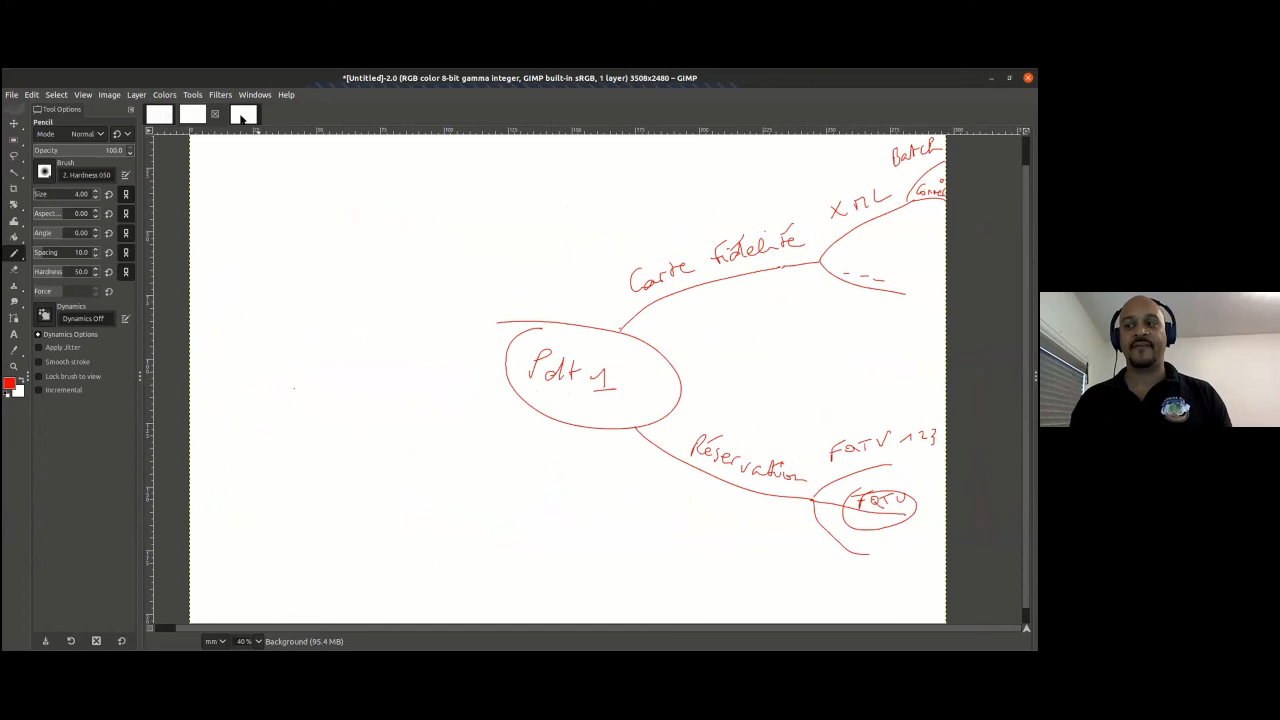 *[Untitled]-2.0 (RGB color 8-bit gamma integer, GIMP built-in sRGB, 1 layer) 3508x2480 – GIMP
File Edit Select View Image Layer Colors Tools Filters Windows Help
Tool Options
Pencil
Mode Normal
Opacity 100.0
Brush
2. Hardness 050
Size 4.00
Aspect... 0.00
Angle 0.00
Spacing 10.0
Hardness 50.0
Force
Dynamics
Dynamics Off
Dynamics Options
Apply Jitter
Smooth stroke
Lock brush to view
Incremental
Batch
XML
Carte fidélité
Pdt 1
Réservation
FQTV 123
FQTV
mm 40% Background (95.4 MB)